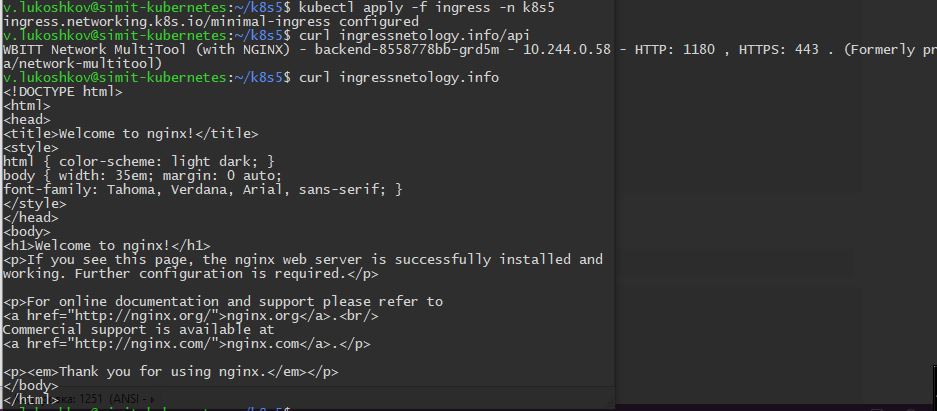 v.lukoshkov@simit-kubernetes:~/k8s5$ kubectl apply -f ingress -n k8s5
ingress.networking.k8s.io/minimal-ingress configured
v.lukoshkov@simit-kubernetes:~/k8s5$ curl ingressnetology.info/api
WBITT Network MultiTool (with NGINX) - backend-8558778bb-grd5m - 10.244.0.58 - HTTP: 1180 , HTTPS: 443 . (Formerly pr
a/network-multitool)
v.lukoshkov@simit-kubernetes:~/k8s5$ curl ingressnetology.info
<!DOCTYPE html>
<html>
<head>
<title>Welcome to nginx!</title>
<style>
html { color-scheme: light dark; }
body { width: 35em; margin: 0 auto;
font-family: Tahoma, Verdana, Arial, sans-serif; }
</style>
</head>
<body>
<h1>Welcome to nginx!</h1>
<p>If you see this page, the nginx web server is successfully installed and
working. Further configuration is required.</p>

<p>For online documentation and support please refer to
<a href="http://nginx.org/">nginx.org</a>.<br/>
Commercial support is available at
<a href="http://nginx.com/">nginx.com</a>.</p>

<p><em>Thank you for using nginx.</em></p>
</body>
</html>
1251 (ANSI -
v.lukoshkov@simit-kubernetes:~/k8s5$